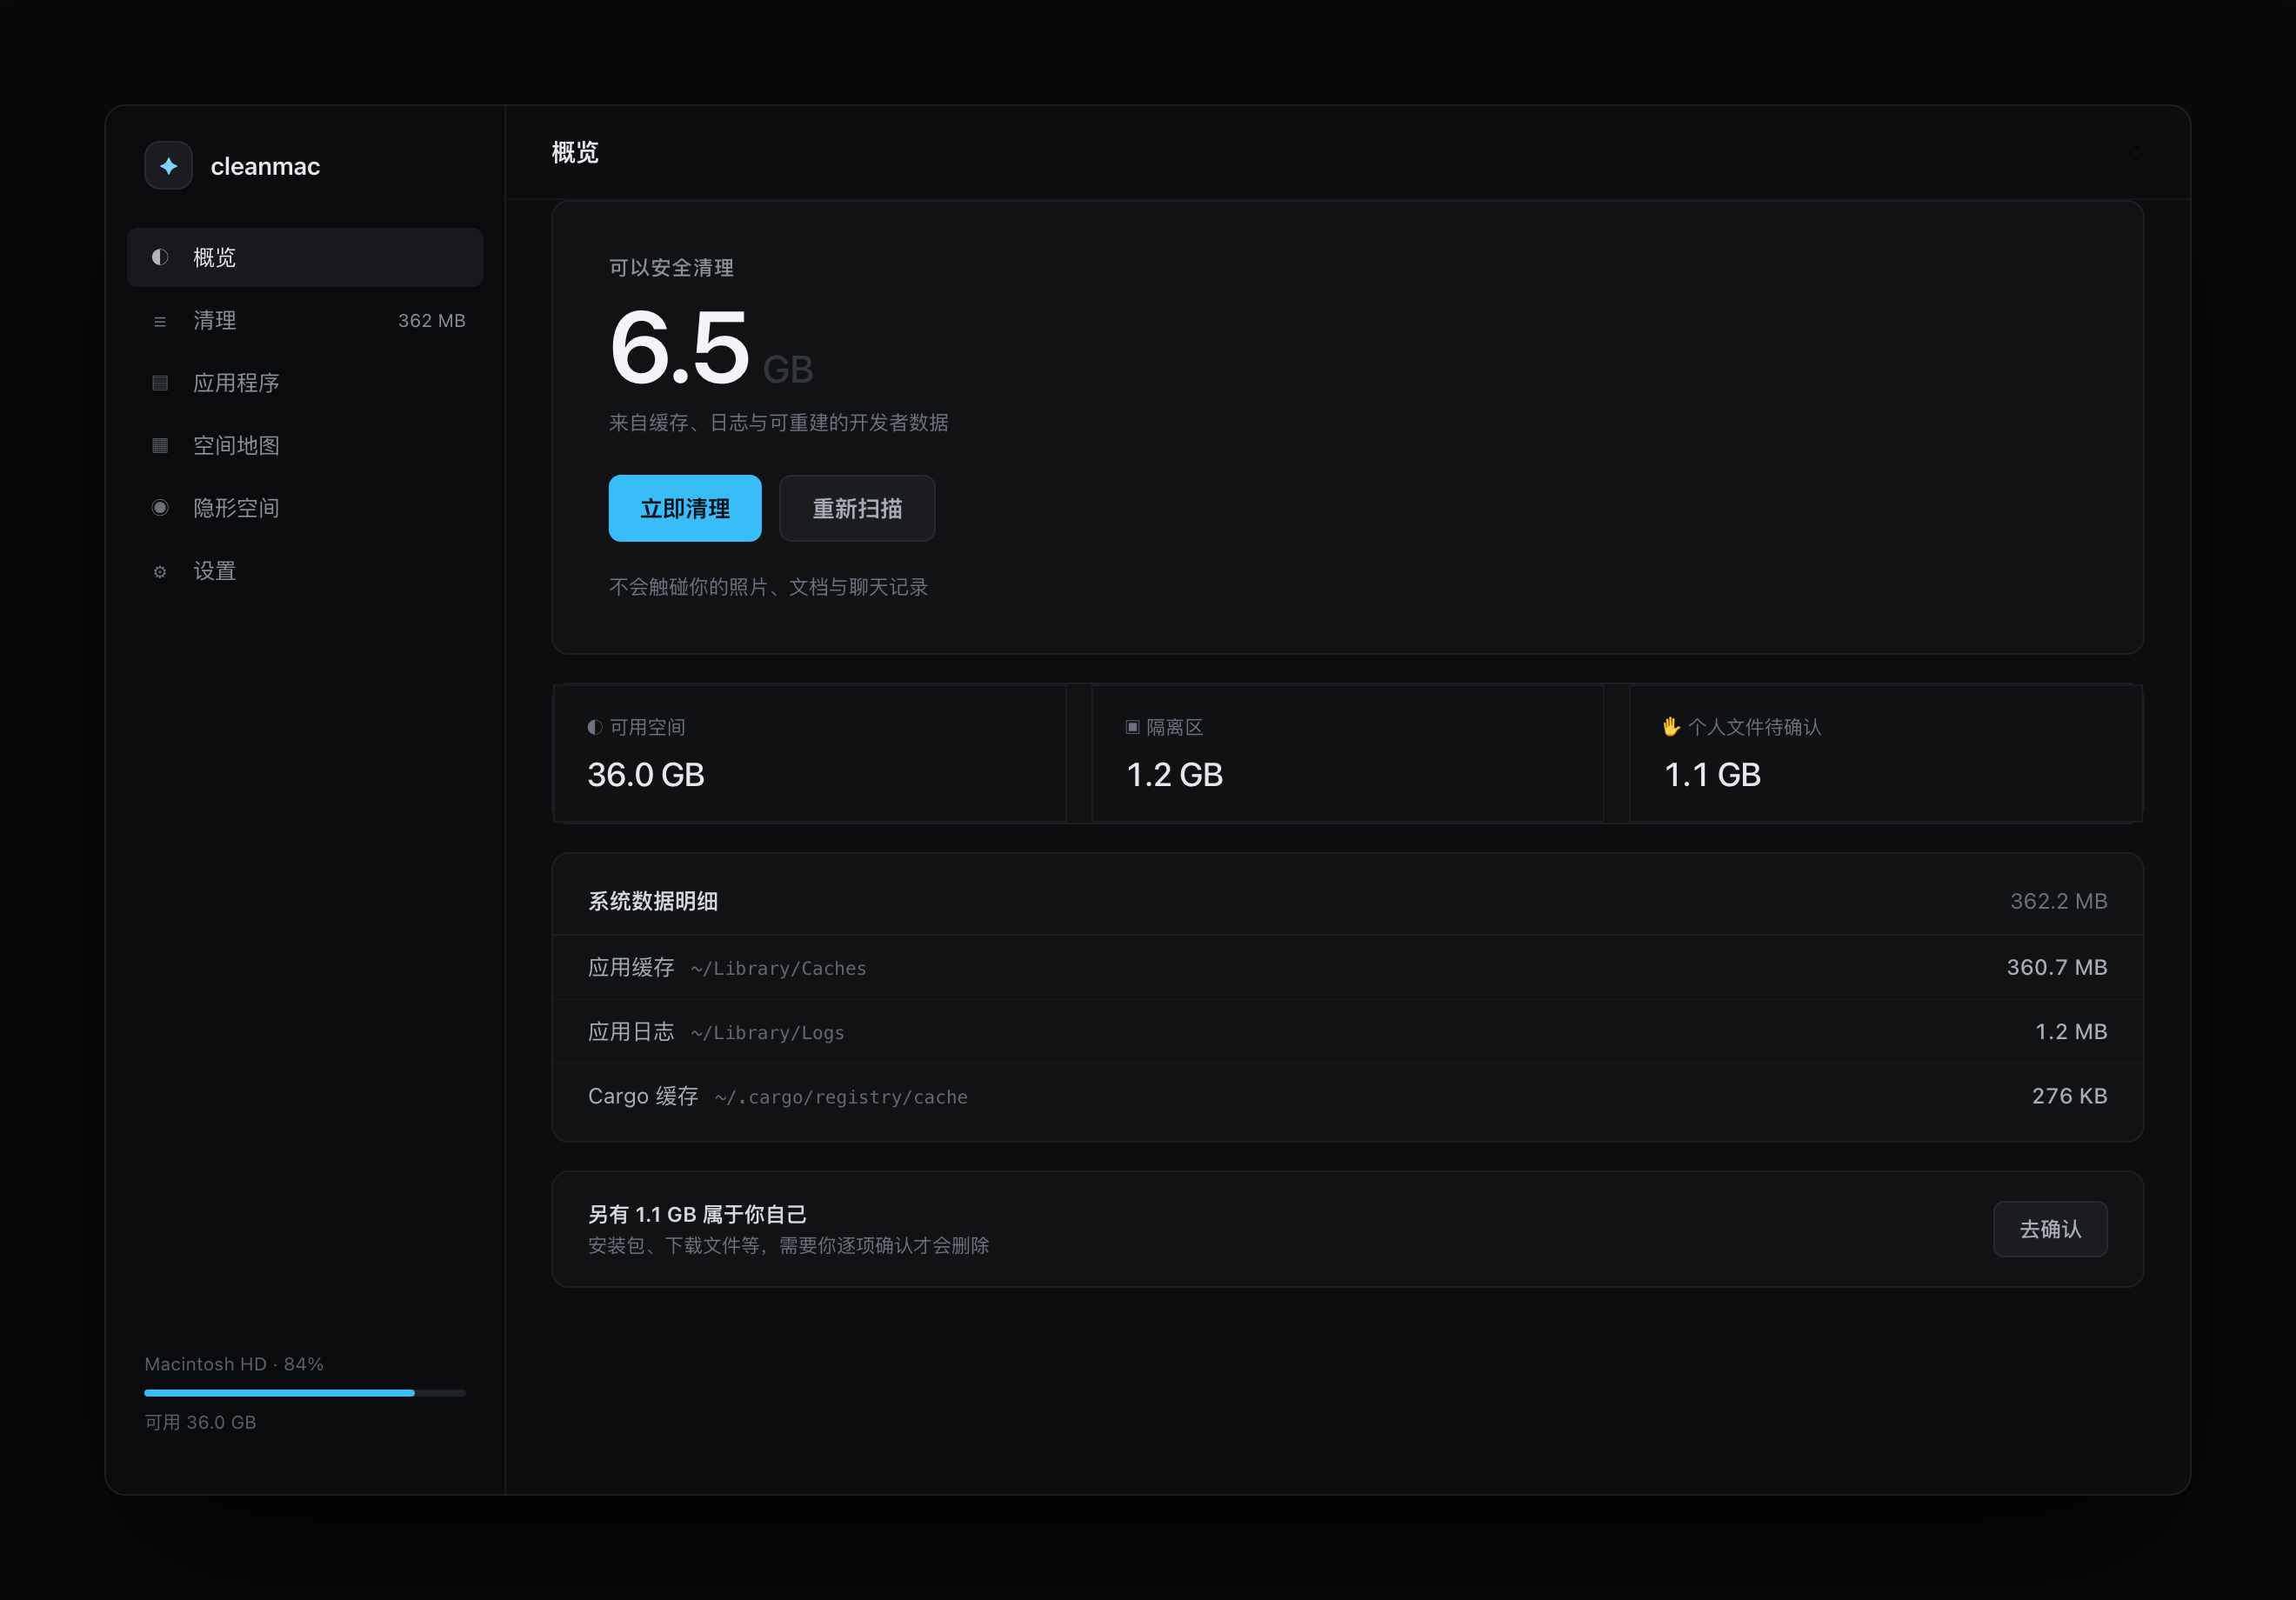 cleanmac
概览
清理 362 MB
应用程序
空间地图
隐形空间
设置
Macintosh HD · 84%
可用 36.0 GB
概览
可以安全清理
6.5 GB
来自缓存、日志与可重建的开发者数据
立即清理 重新扫描
不会触碰你的照片、文档与聊天记录
可用空间
36.0 GB
隔离区
1.2 GB
个人文件待确认
1.1 GB
系统数据明细 362.2 MB
应用缓存 ~/Library/Caches 360.7 MB
应用日志 ~/Library/Logs 1.2 MB
Cargo 缓存 ~/.cargo/registry/cache 276 KB
另有 1.1 GB 属于你自己
安装包、下载文件等，需要你逐项确认才会删除
去确认